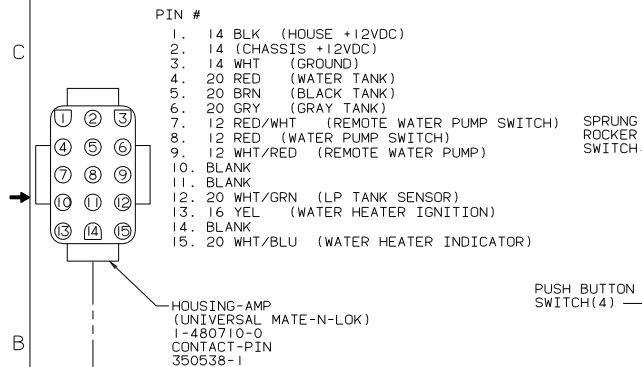 PIN #
1. 14 BLK (HOUSE +12VDC)
2. 14 (CHASSIS +12VDC)
3. 14 WHT (GROUND)
4. 20 RED (WATER TANK)
5. 20 BRN (BLACK TANK)
6. 20 GRY (GRAY TANK)
7. 12 RED/WHT (REMOTE WATER PUMP SWITCH)
8. 12 RED (WATER PUMP SWITCH)
9. 12 WHT/RED (REMOTE WATER PUMP)
10. BLANK
11. BLANK
12. 20 WHT/GRN (LP TANK SENSOR)
13. 16 YEL (WATER HEATER IGNITION)
14. BLANK
15. 20 WHT/BLU (WATER HEATER INDICATOR)
C
1 2 3
4 5 6
7 8 9
10 11 12
13 14 15
SPRUNG
ROCKER
SWITCH
HOUSING-AMP
(UNIVERSAL MATE-N-LOK)
1-480710-0
CONTACT-PIN
350538-1
PUSH BUTTON
SWITCH(4)
B